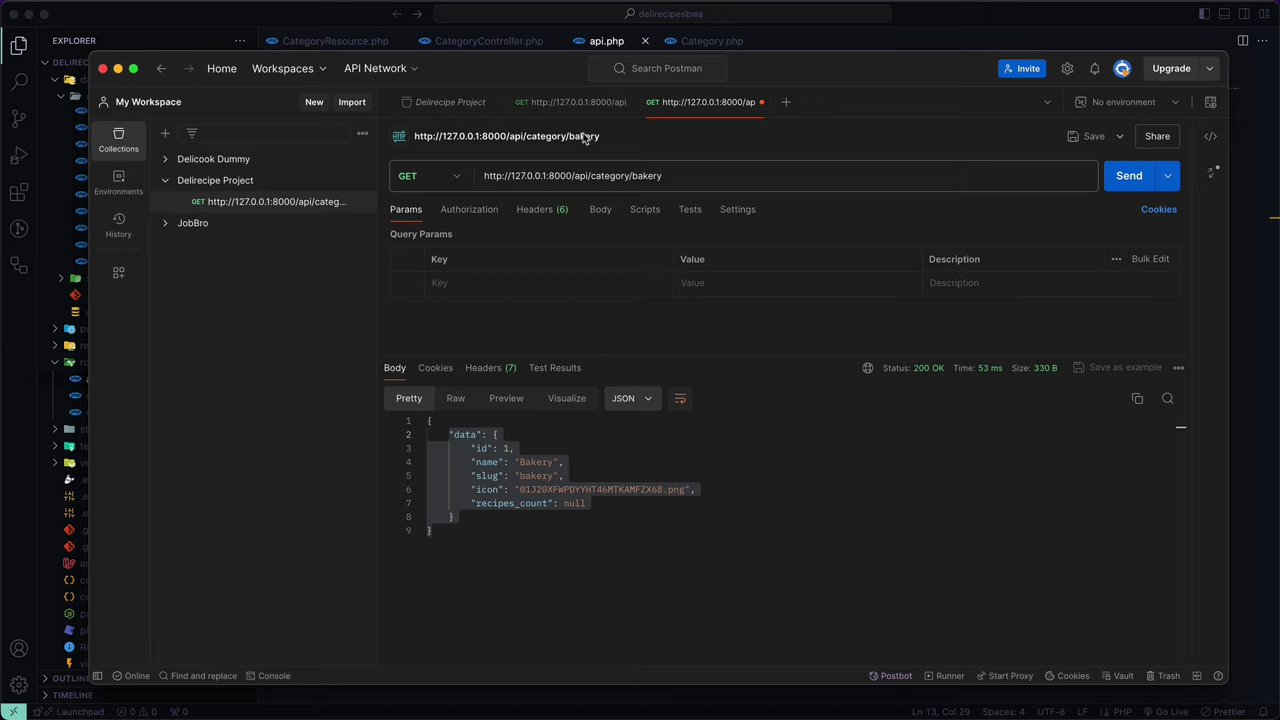 delirecipesbwa
EXPLORER
CategoryResource.php
CategoryController.php
api.php
Category.php
Home
Workspaces
API Network
Search Postman
Invite
Upgrade
My Workspace
New
Import
Delirecipe Project
GET http://127.0.0.1:8000/api
GET http://127.0.0.1:8000/ap
No environment
Collections
Environments
History
Delicook Dummy
Delirecipe Project
GET http://127.0.0.1:8000/api/categ...
JobBro
HTTP
http://127.0.0.1:8000/api/category/bakery
Save
Share
GET
http://127.0.0.1:8000/api/category/bakery
Send
Params
Authorization
Headers (6)
Body
Scripts
Tests
Settings
Cookies
Query Params
Key
Value
Description
Bulk Edit
Key
Value
Description
Body
Cookies
Headers (7)
Test Results
Status: 200 OK
Time: 53 ms
Size: 330 B
Save as example
Pretty
Raw
Preview
Visualize
JSON
1 {
2 "data": {
3 "id": 1,
4 "name": "Bakery",
5 "slug": "bakery",
6 "icon": "01J20XFWPDYYHT46MTKAMFZX68.png",
7 "recipes_count": null
8 }
9 }
Online
Find and replace
Console
Postbot
Runner
Start Proxy
Cookies
Vault
Trash
TIMELINE
Launchpad
0
0
0
Ln 13, Col 29
Spaces: 4
UTF-8
LF
PHP
Go Live
Prettier